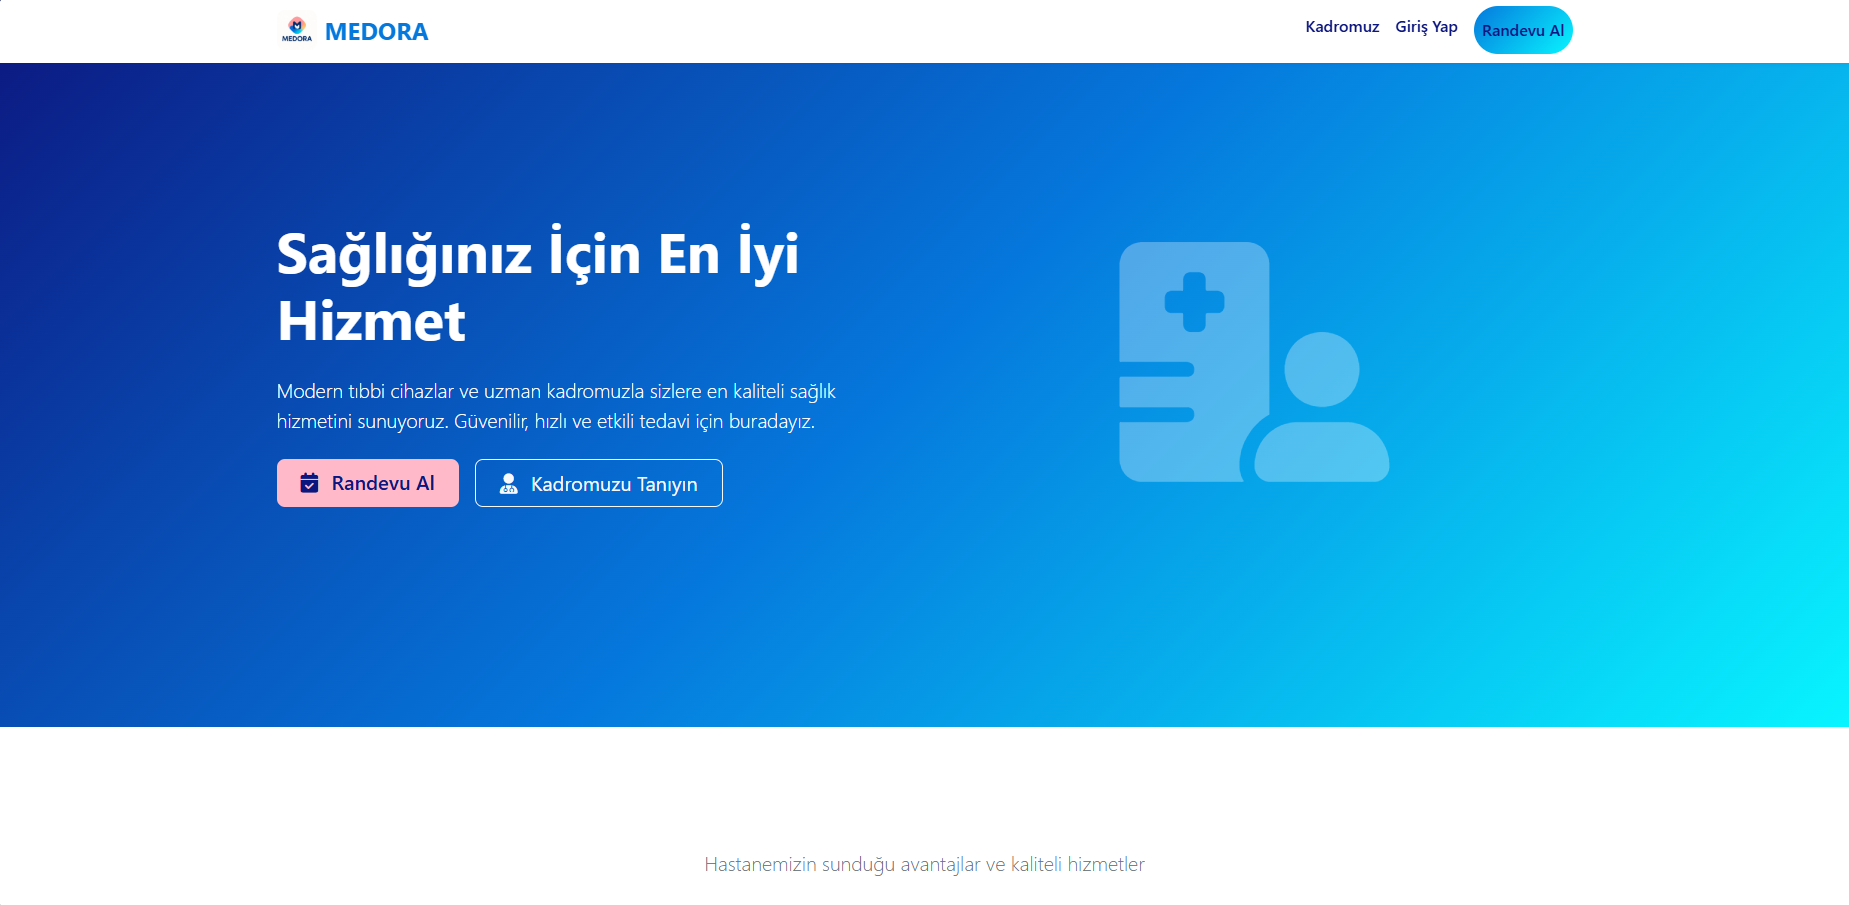 MEDORA
MEDORA
Kadromuz
Giriş Yap
Randevu Al
Sağlığınız İçin En İyi
Hizmet
Modern tıbbi cihazlar ve uzman kadromuzla sizlere en kaliteli sağlık
hizmetini sunuyoruz. Güvenilir, hızlı ve etkili tedavi için buradayız.
Randevu Al
Kadromuzu Tanıyın
Hastanemizin sunduğu avantajlar ve kaliteli hizmetler